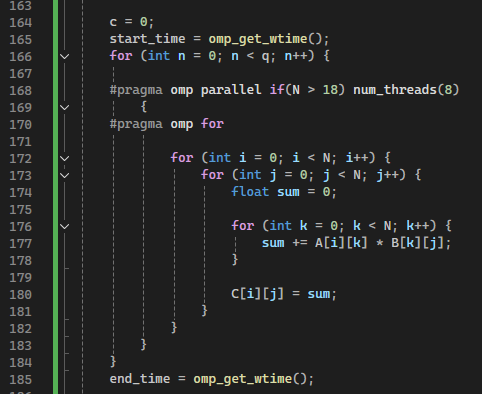 163
164 c = 0;
165 start_time = omp_get_wtime();
166 for (int n = 0; n < q; n++) {
167
168 #pragma omp parallel if(N > 18) num_threads(8)
169 {
170 #pragma omp for
171
172 for (int i = 0; i < N; i++) {
173 for (int j = 0; j < N; j++) {
174 float sum = 0;
175
176 for (int k = 0; k < N; k++) {
177 sum += A[i][k] * B[k][j];
178 }
179
180 C[i][j] = sum;
181 }
182 }
183 }
184 }
185 end_time = omp_get_wtime();